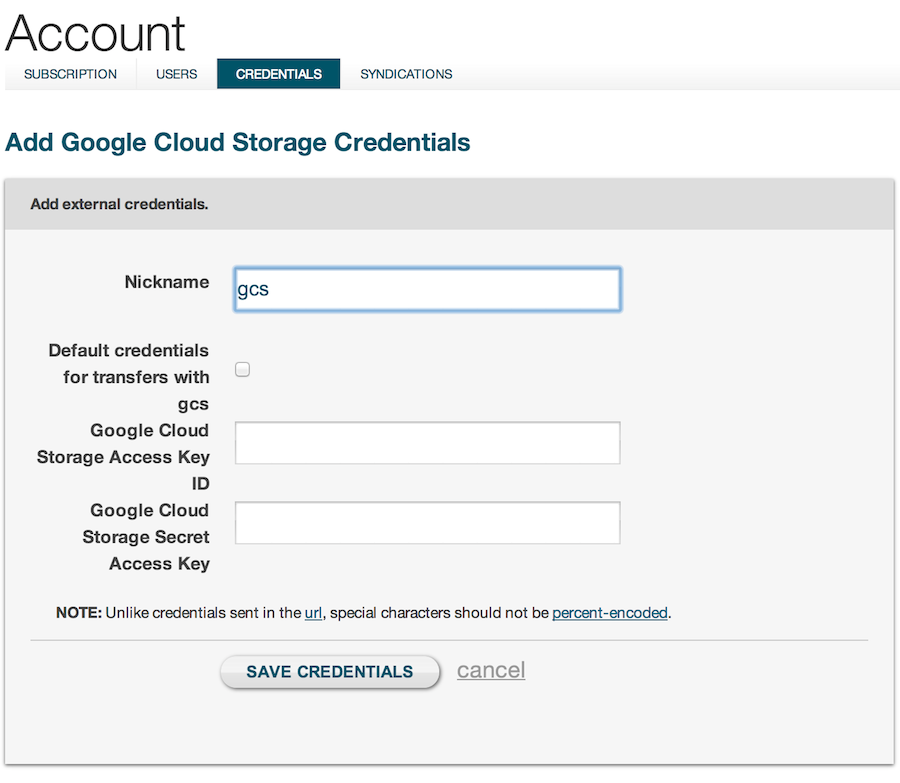 Account
SUBSCRIPTION USERS CREDENTIALS SYNDICATIONS
Add Google Cloud Storage Credentials
Add external credentials.
Nickname
gcs
Default credentials
for transfers with
gcs
Google Cloud
Storage Access Key
ID
Google Cloud
Storage Secret
Access Key
NOTE: Unlike credentials sent in the url, special characters should not be percent-encoded.
SAVE CREDENTIALS cancel